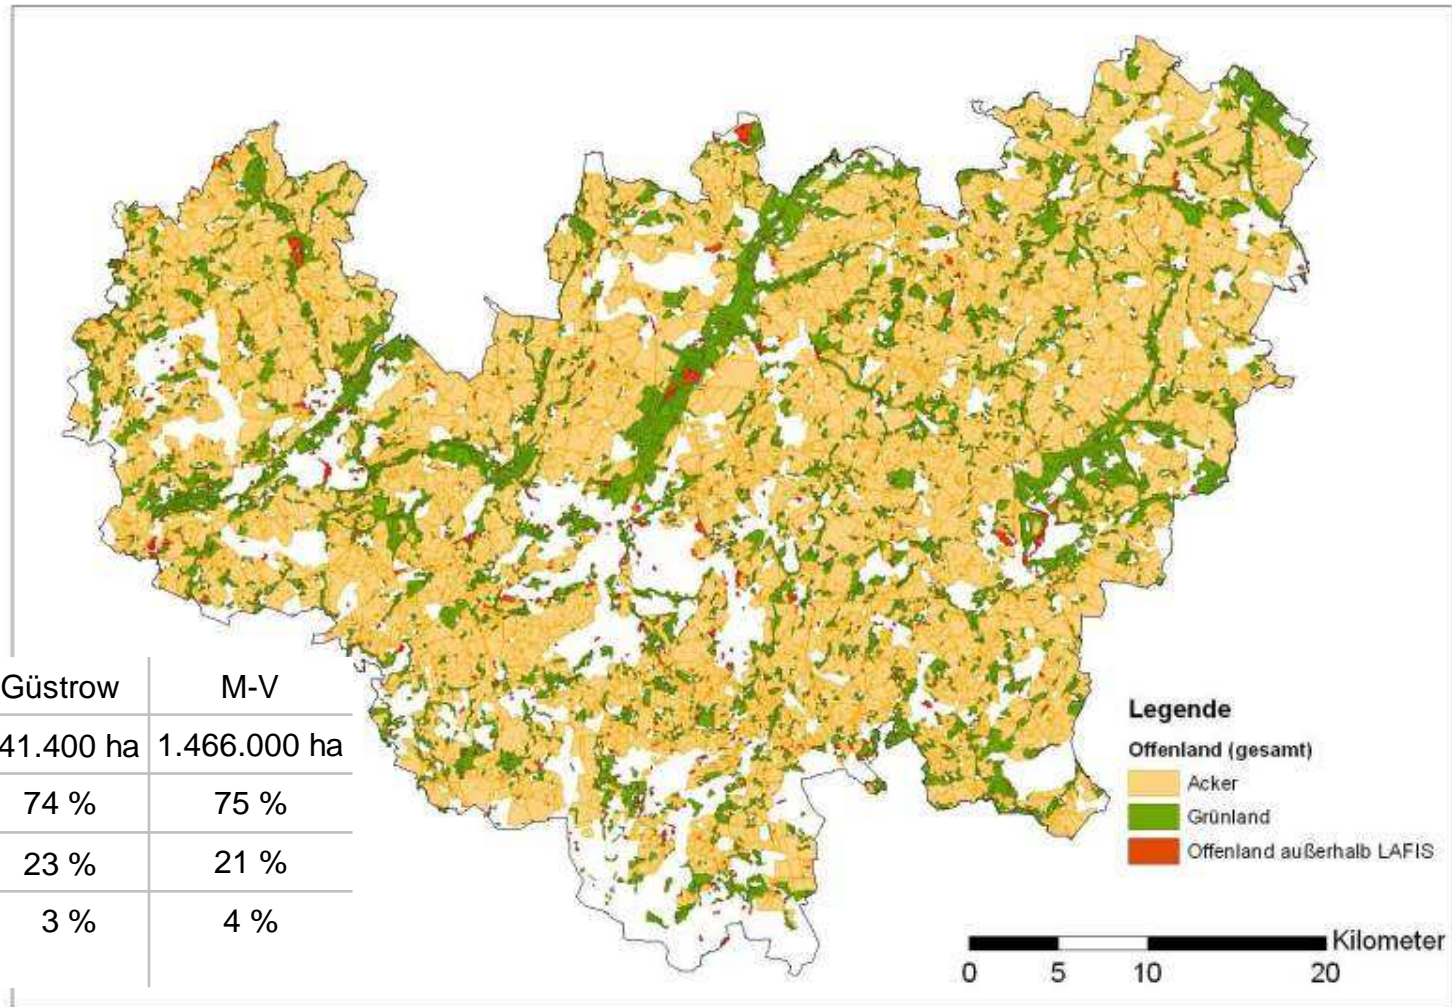 Güstrow M-V
41.400 ha 1.466.000 ha
74 % 75 %
23 % 21 %
3 % 4 %
Legende
Offenland (gesamt)
Acker
Grünland
Offenland außerhalb LAFIS
Kilometer
0 5 10 20